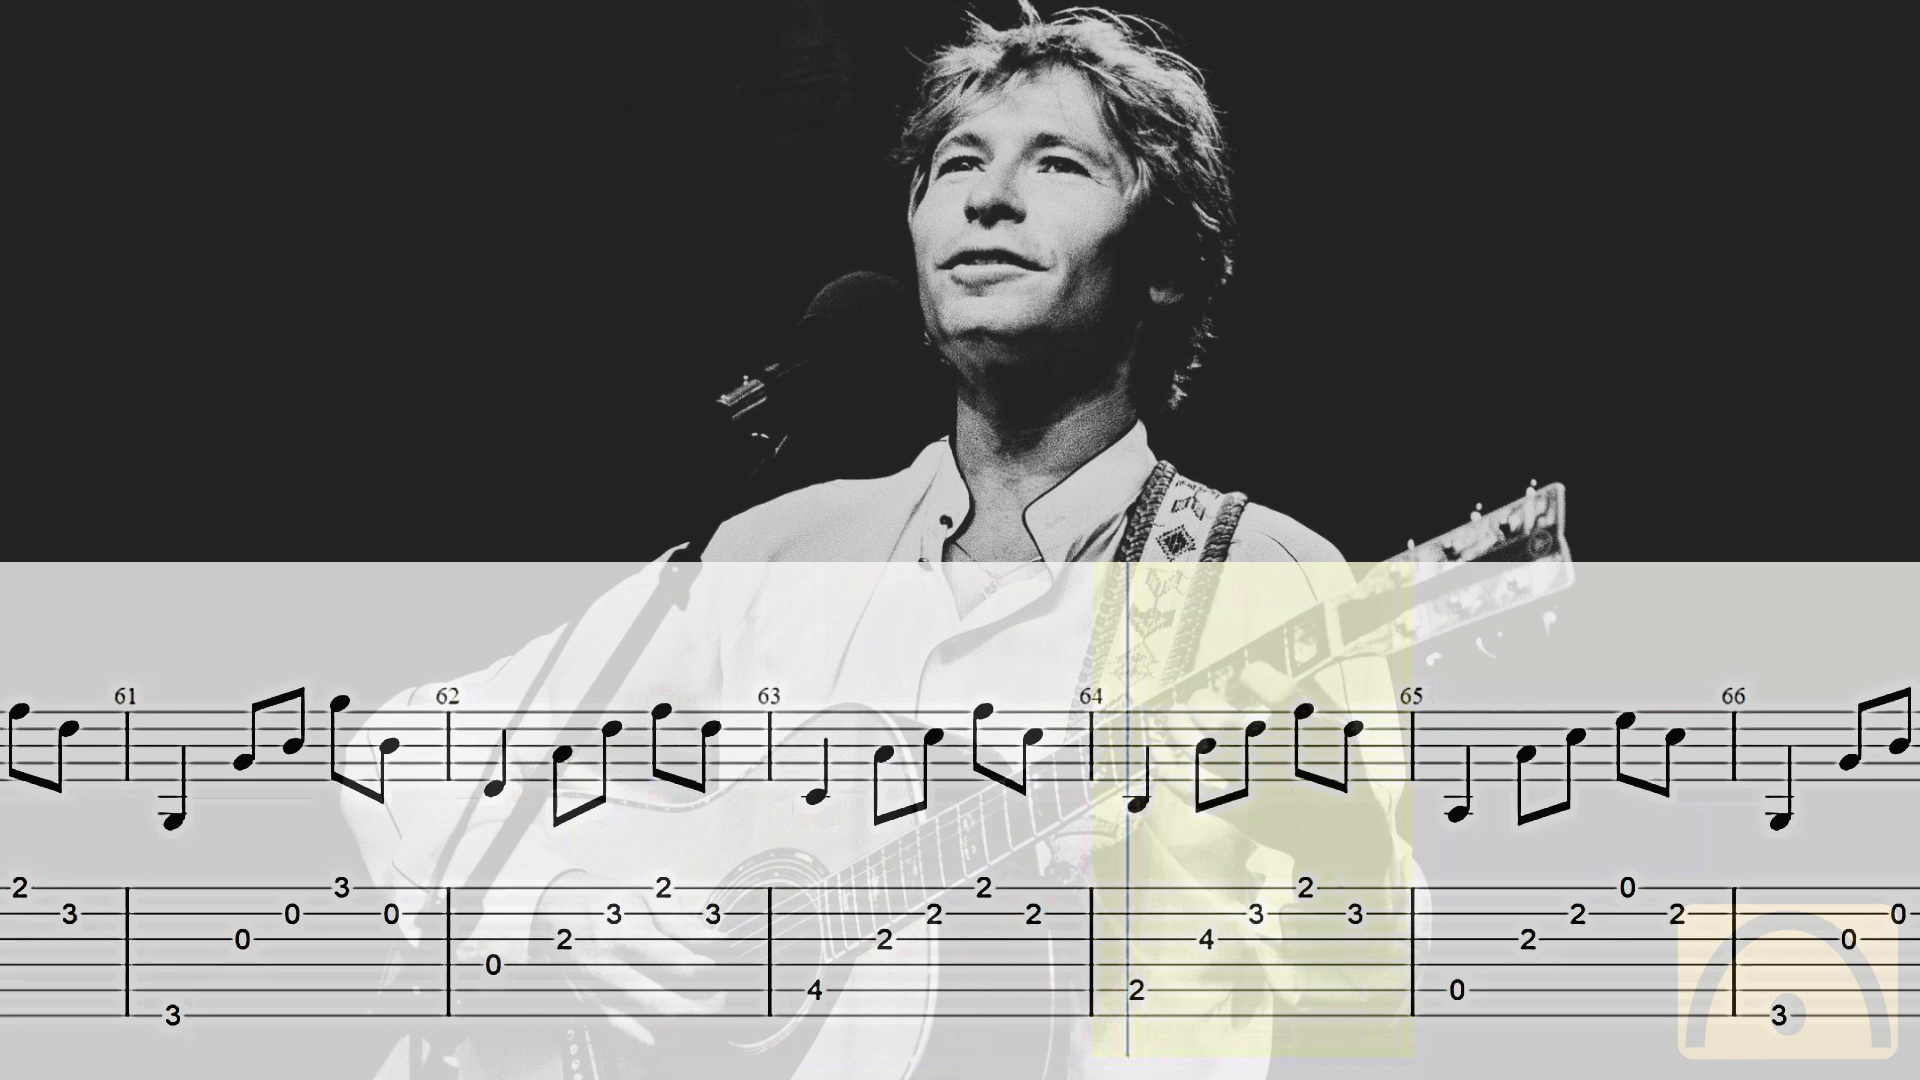 61 62 63 64 65 66
2 3 2 2 2 0
3 0 0 3 3 2 2 3 3 2 2 0
0 2 2 4 2 0
0
4 2 0
3 3